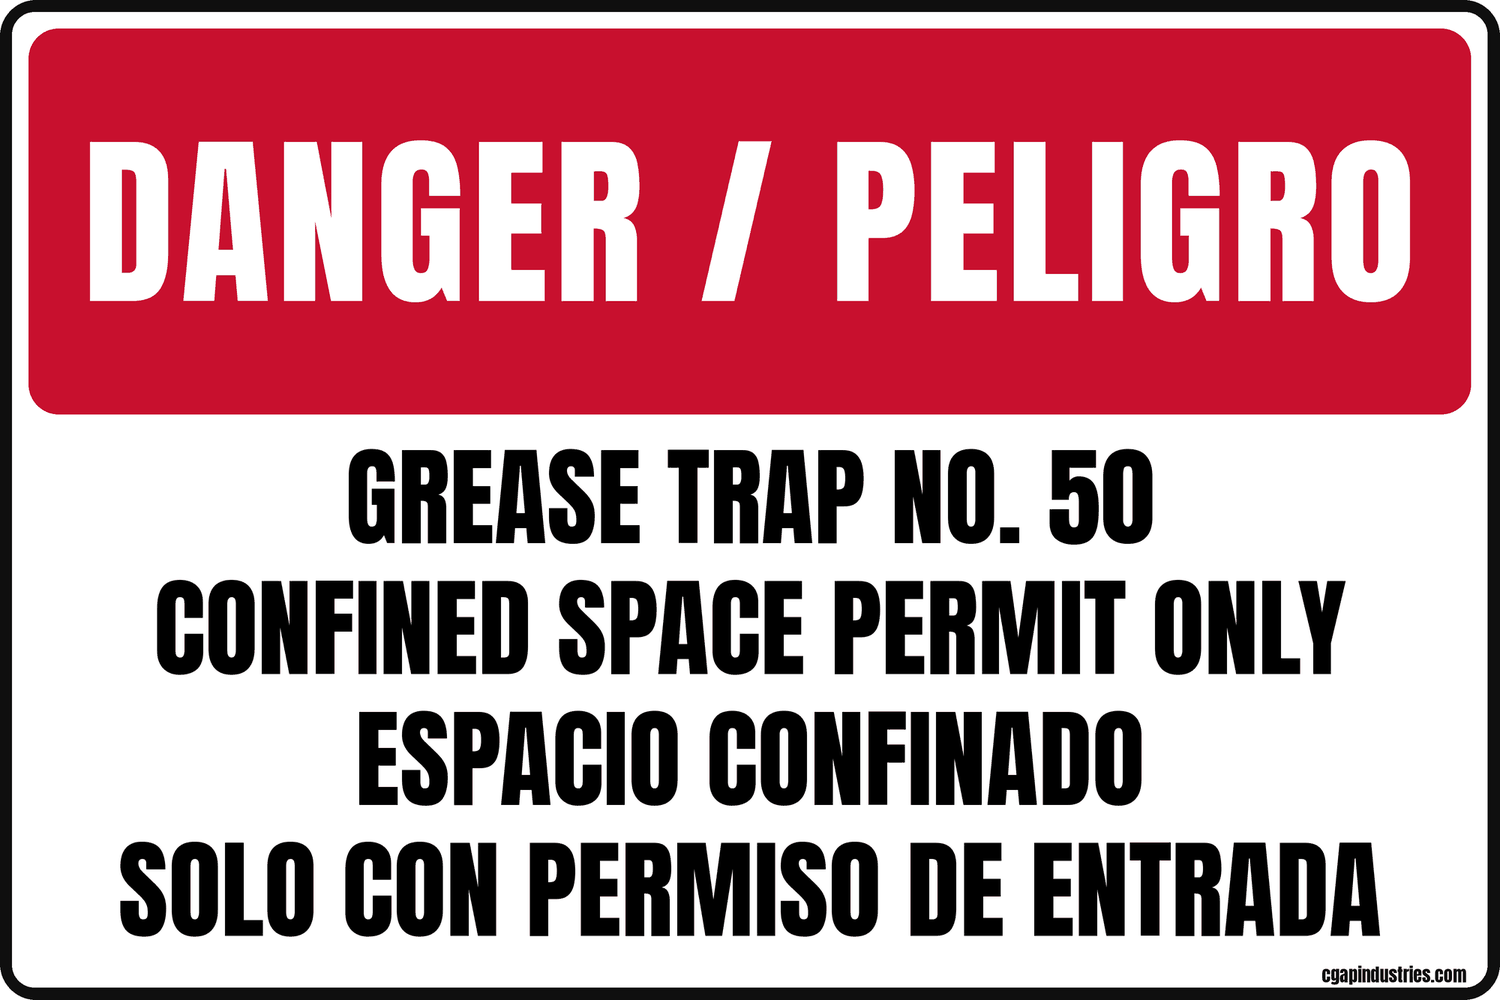 DANGER / PELIGRO
GREASE TRAP NO. 50
CONFINED SPACE PERMIT ONLY
ESPACIO CONFINADO
SOLO CON PERMISO DE ENTRADA
cgapindustries.com